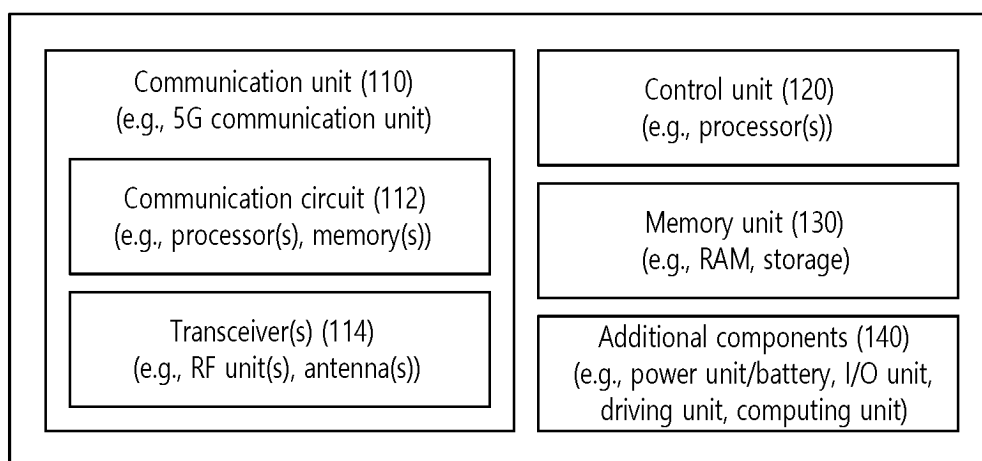 Communication unit (110)
(e.g., 5G communication unit)
Communication circuit (112)
(e.g., processor(s), memory(s))
Transceiver(s) (114)
(e.g., RF unit(s), antenna(s))
Control unit (120)
(e.g., processor(s))
Memory unit (130)
(e.g., RAM, storage)
Additional components (140)
(e.g., power unit/battery, I/O unit,
driving unit, computing unit)